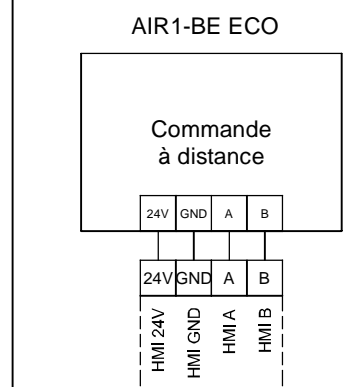 AIR1-BE ECO
Commande
à distance
24V GND A B
24V GND A B
HMI 24V
HMI GND
HMI A
HMI B